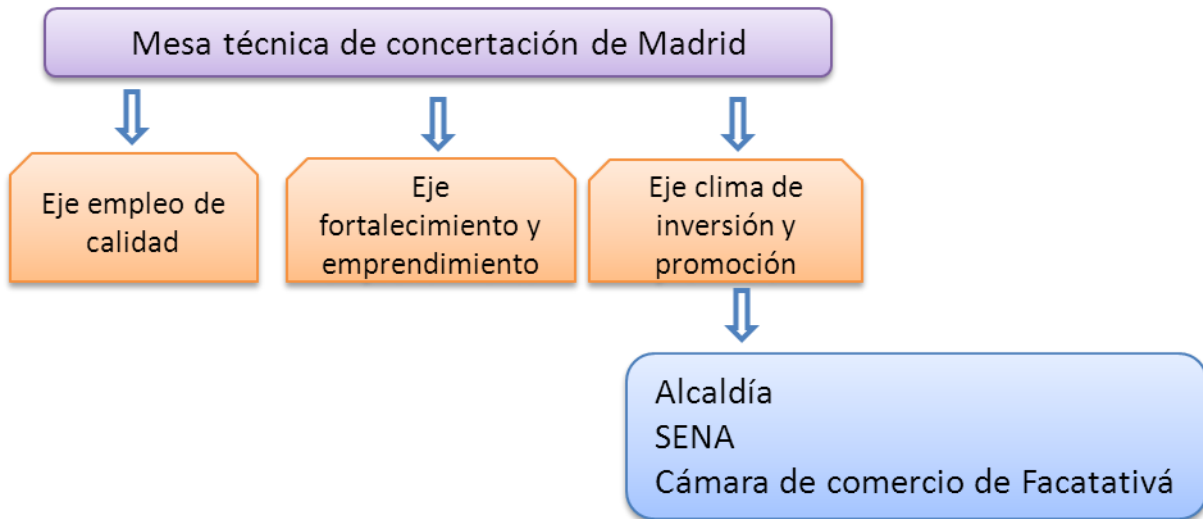 Mesa técnica de concertación de Madrid
Eje empleo de
calidad
Eje
fortalecimiento y
emprendimiento
Eje clima de
inversión y
promoción
Alcaldía
SENA
Cámara de comercio de Facatativá